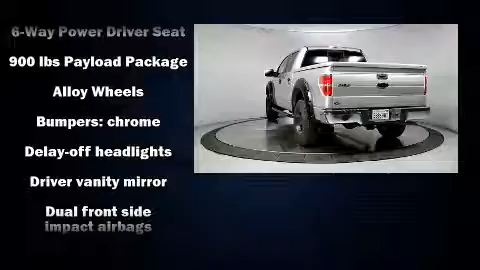 6-Way Power Driver Seat
900 lbs Payload Package
Alloy Wheels
Bumpers: chrome
Delay-off headlights
Driver vanity mirror
Dual front side
impact airbags